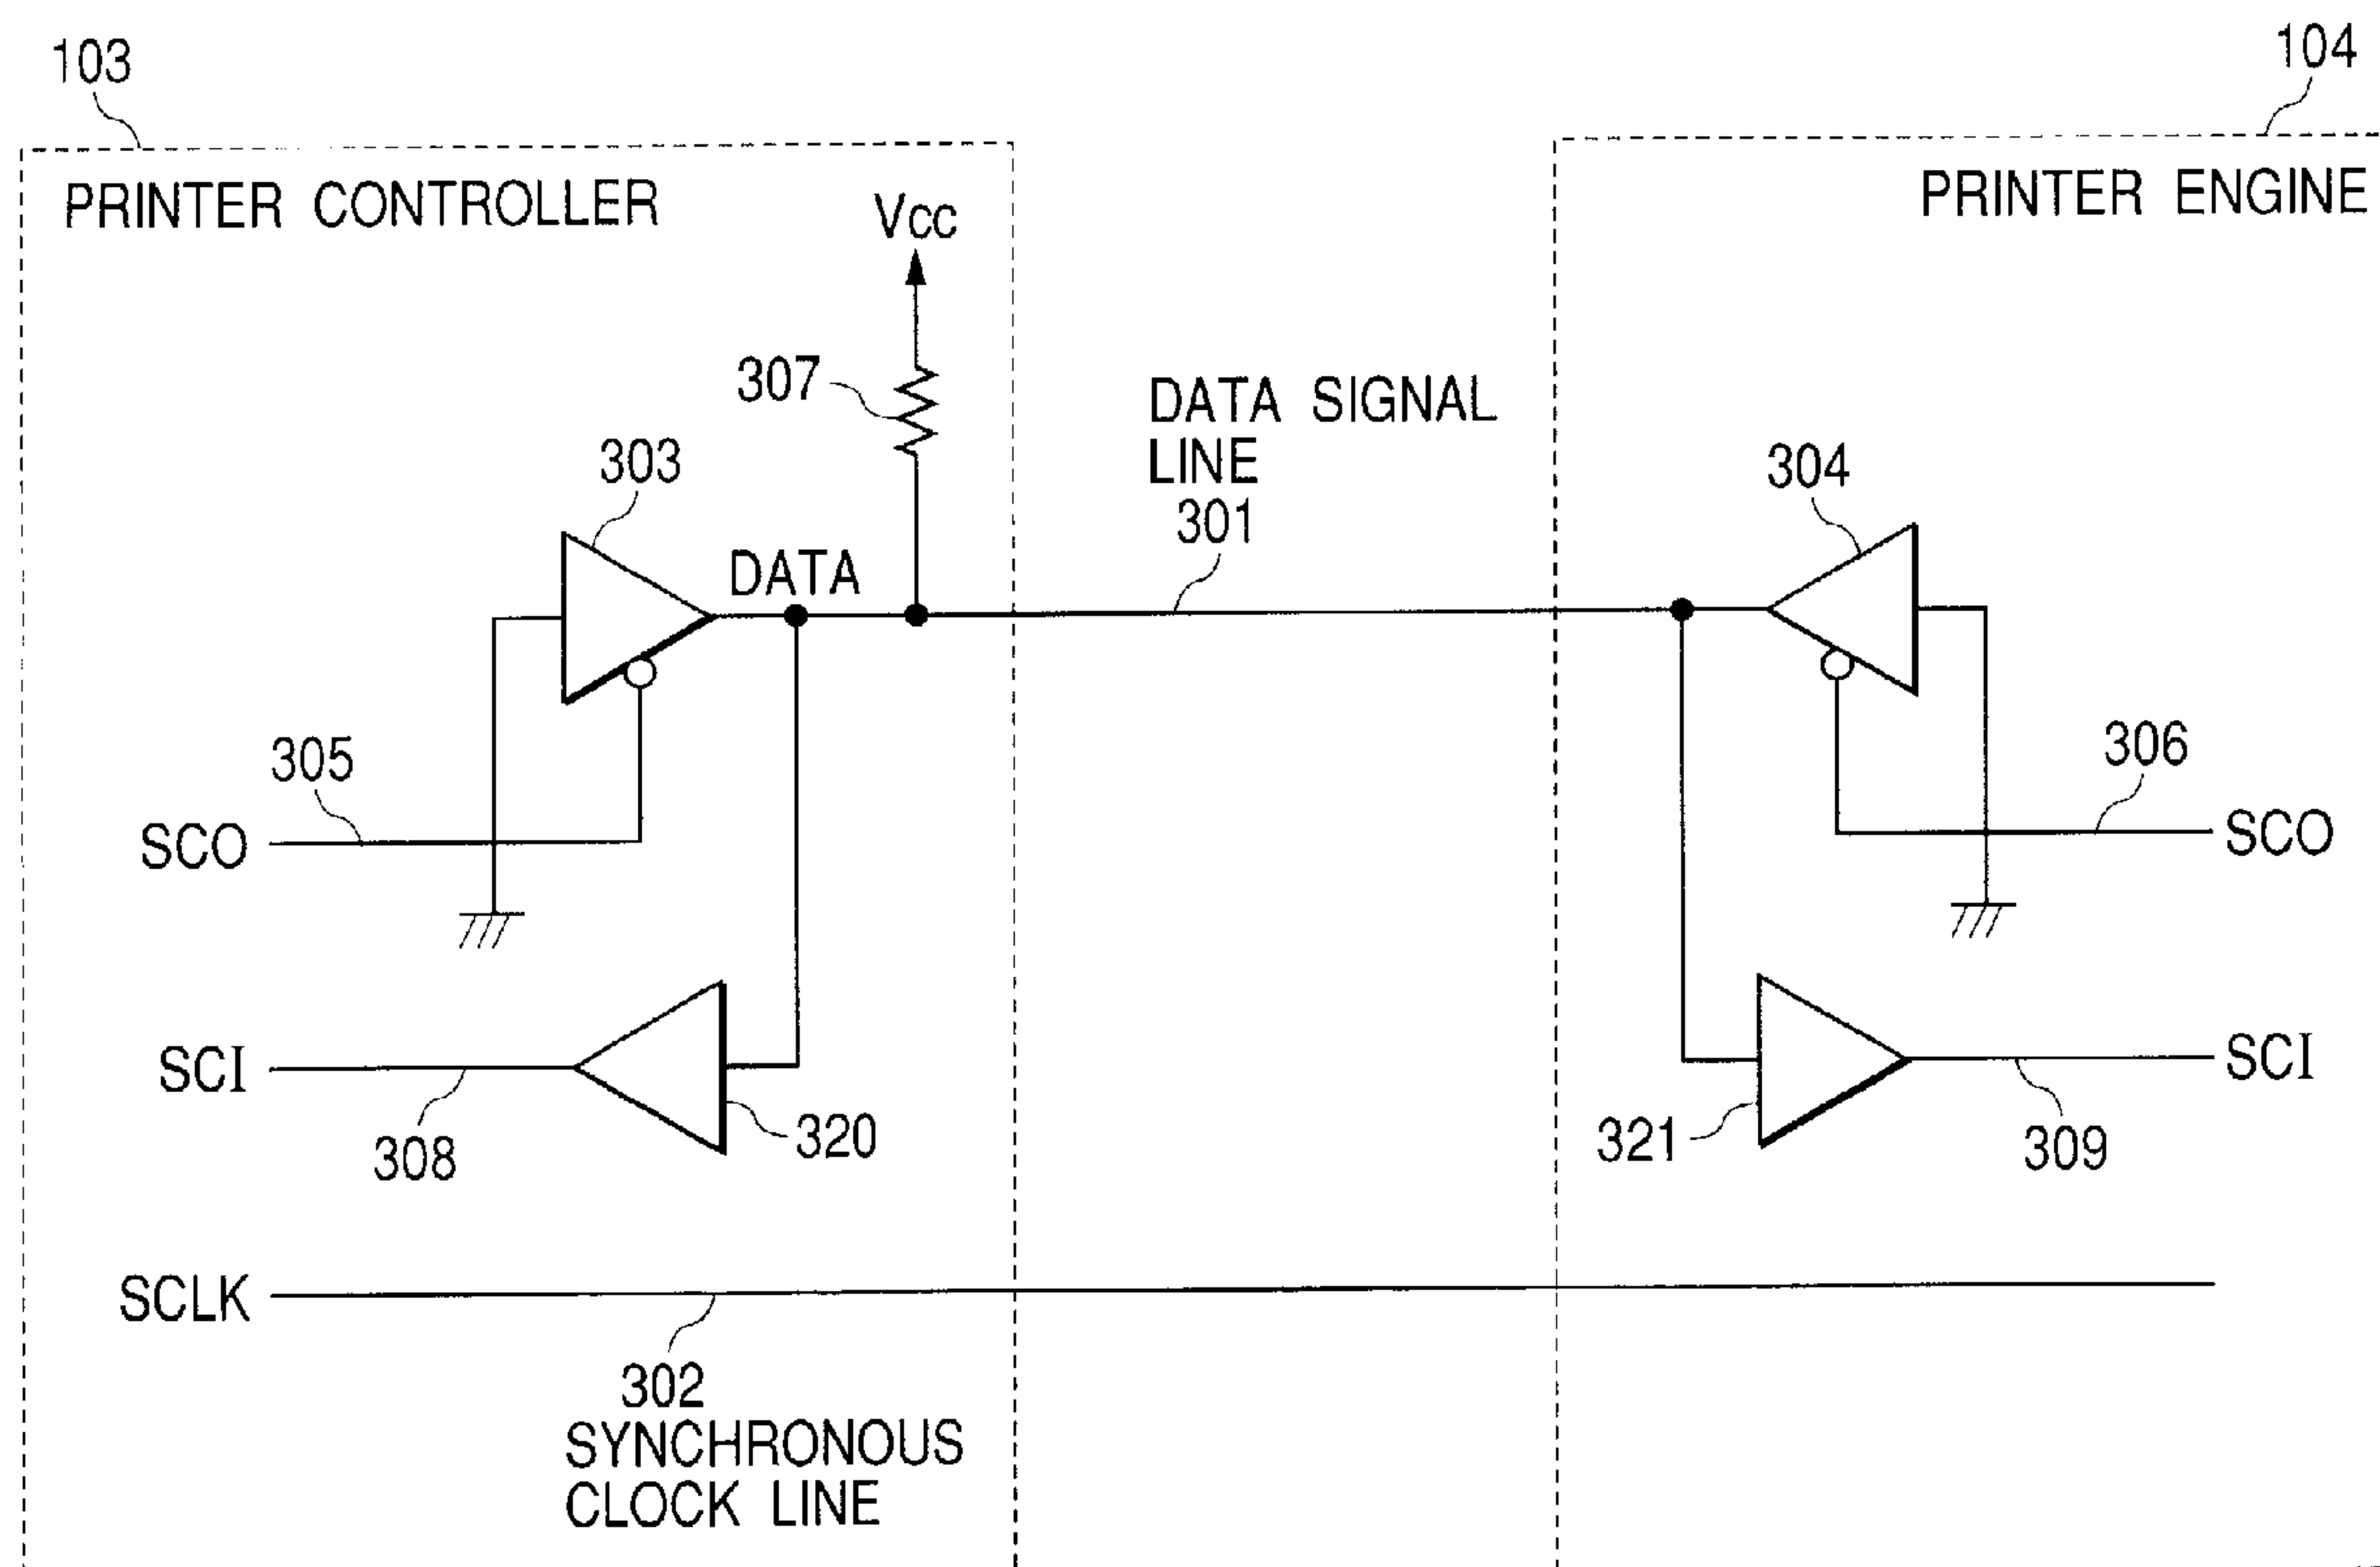 103
104
PRINTER CONTROLLER
PRINTER ENGINE
Vcc
307
DATA SIGNAL
LINE
301
303
304
DATA
305
306
SCO
SCO
SCI
SCI
308
320
321
309
SCLK
302
SYNCHRONOUS
CLOCK LINE